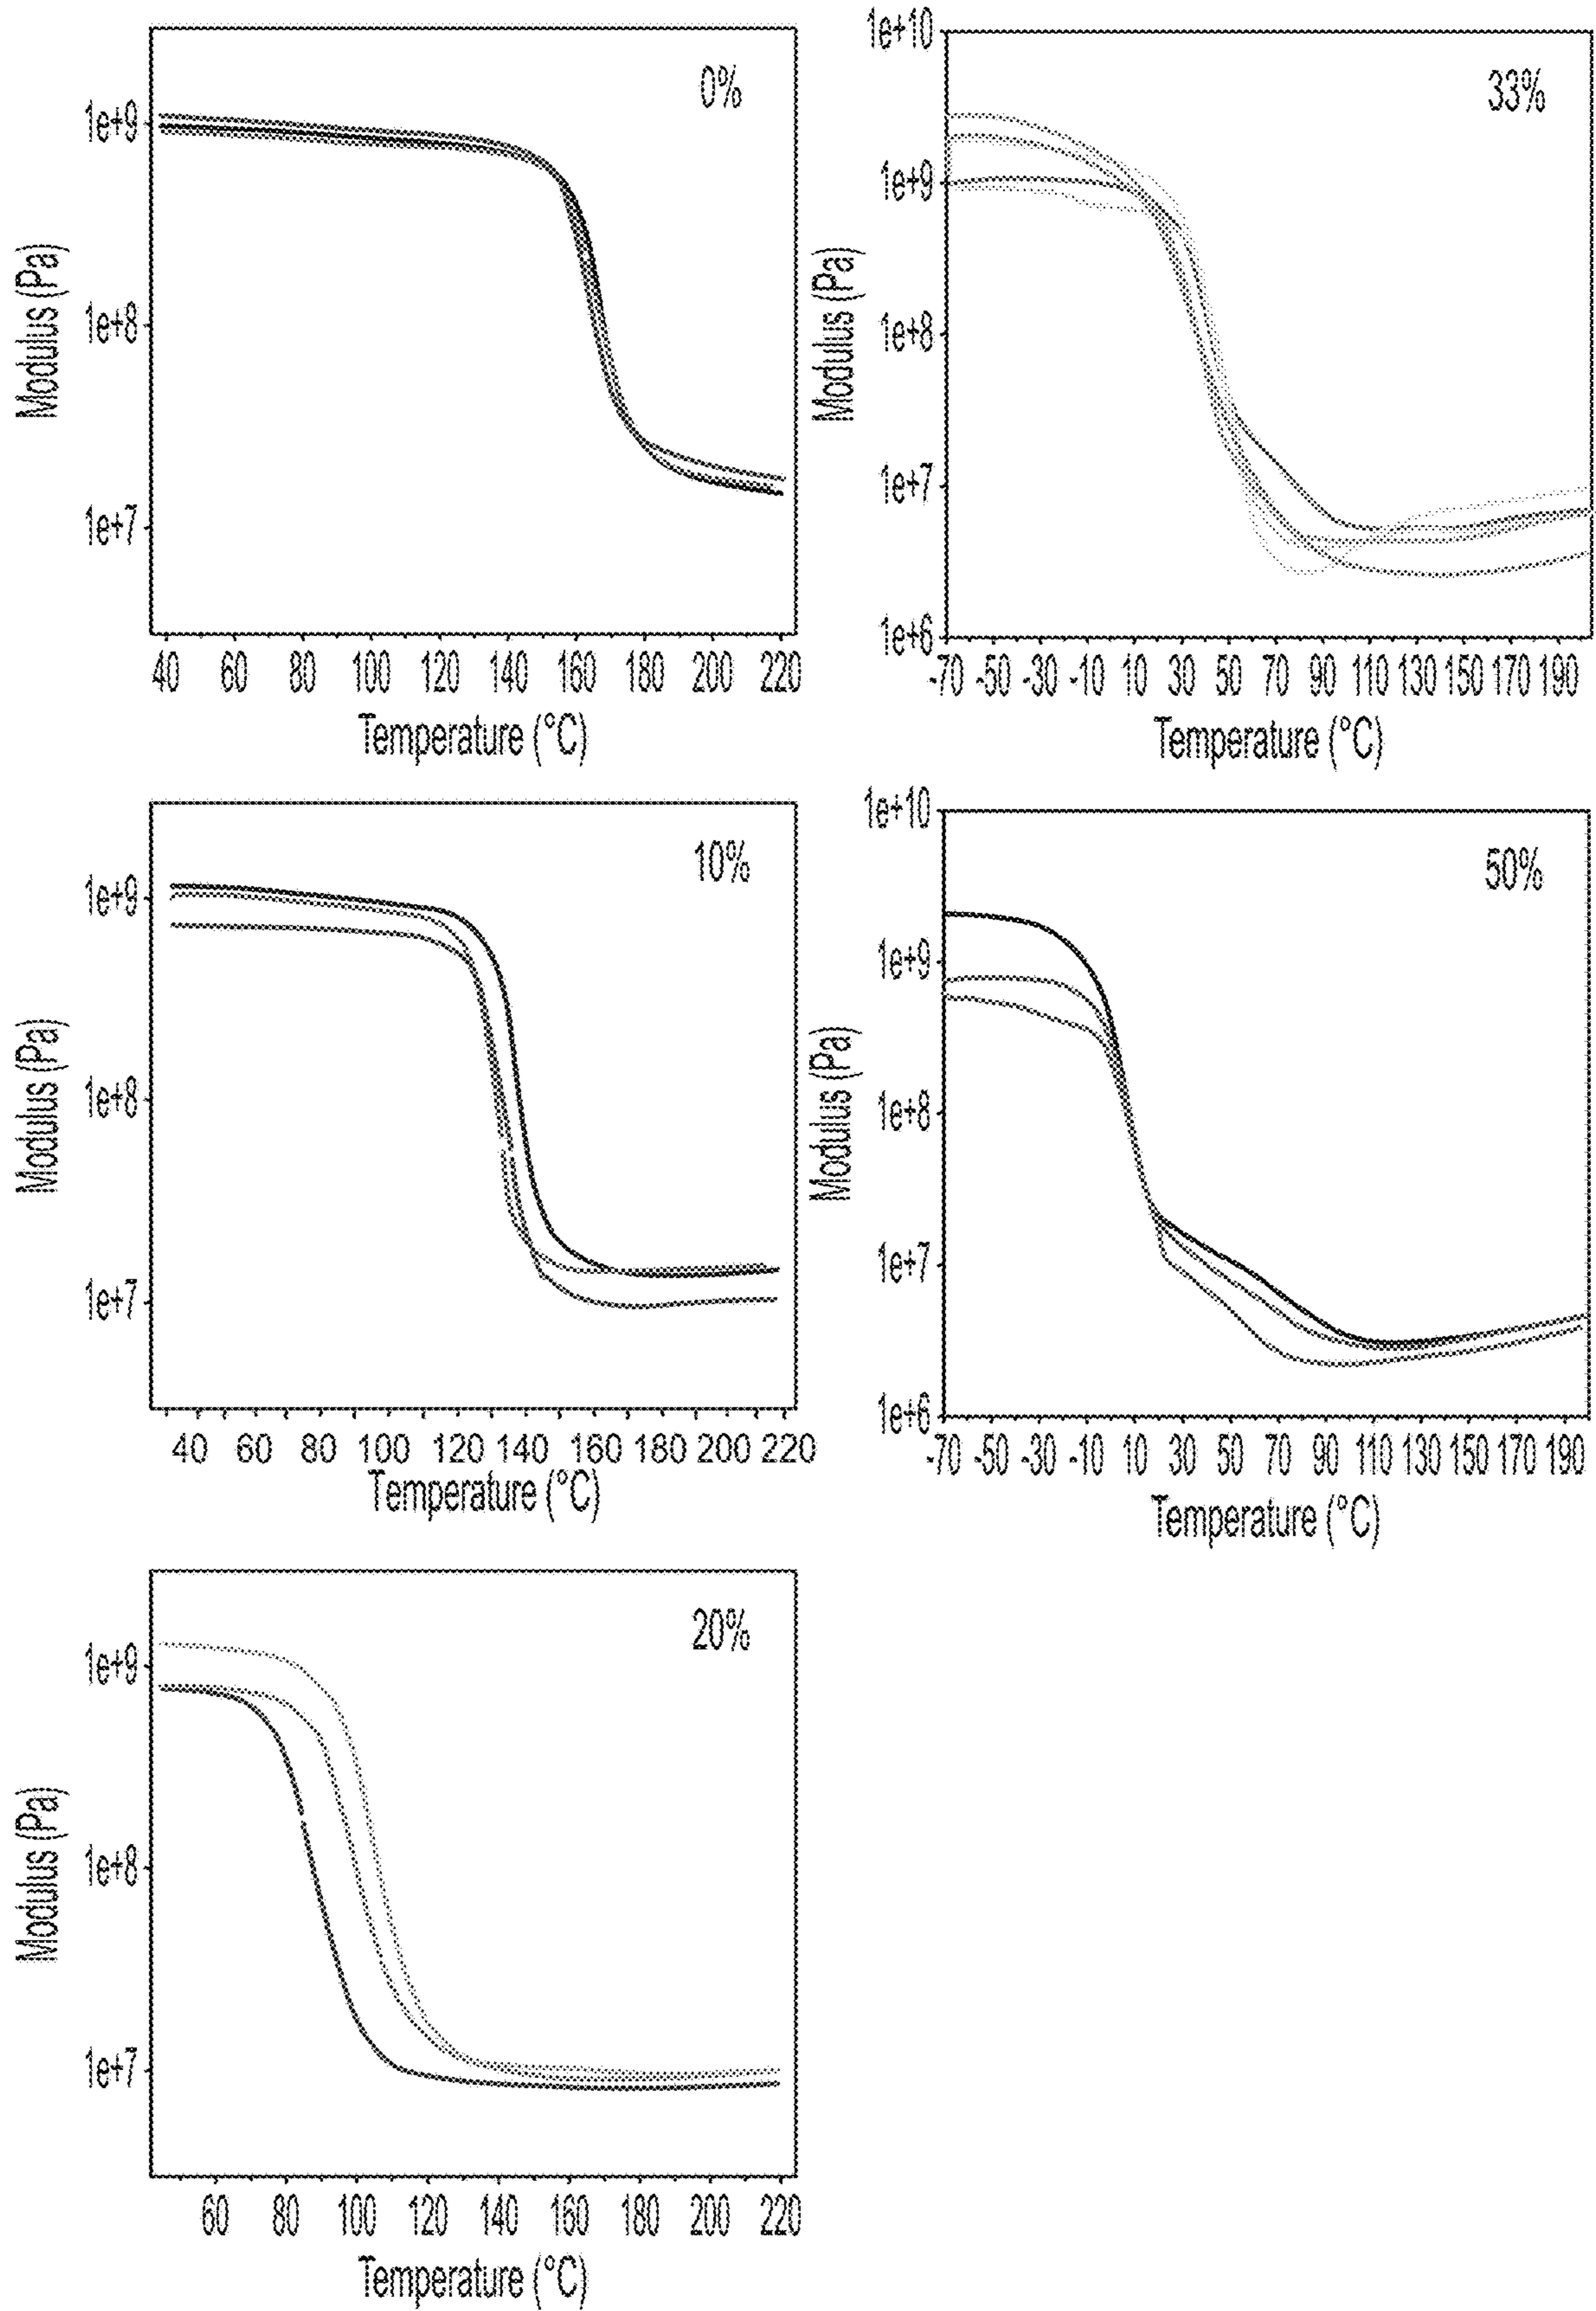 0%
1e+9
1e+8
1e+7
Modulus (Pa)
40 60 80 100 120 140 160 180 200 220
Temperature (°C)
33%
1e+10
1e+9
1e+8
1e+7
1e+6
Modulus (Pa)
-70 -50 -30 -10 10 30 50 70 90 110 130 150 170 190
Temperature (°C)
10%
1e+9
1e+8
1e+7
Modulus (Pa)
40 60 80 100 120 140 160 180 200 220
Temperature (°C)
50%
1e+10
1e+9
1e+8
1e+7
1e+6
Modulus (Pa)
-70 -50 -30 -10 10 30 50 70 90 110 130 150 170 190
Temperature (°C)
20%
1e+9
1e+8
1e+7
Modulus (Pa)
60 80 100 120 140 160 180 200 220
Temperature (°C)